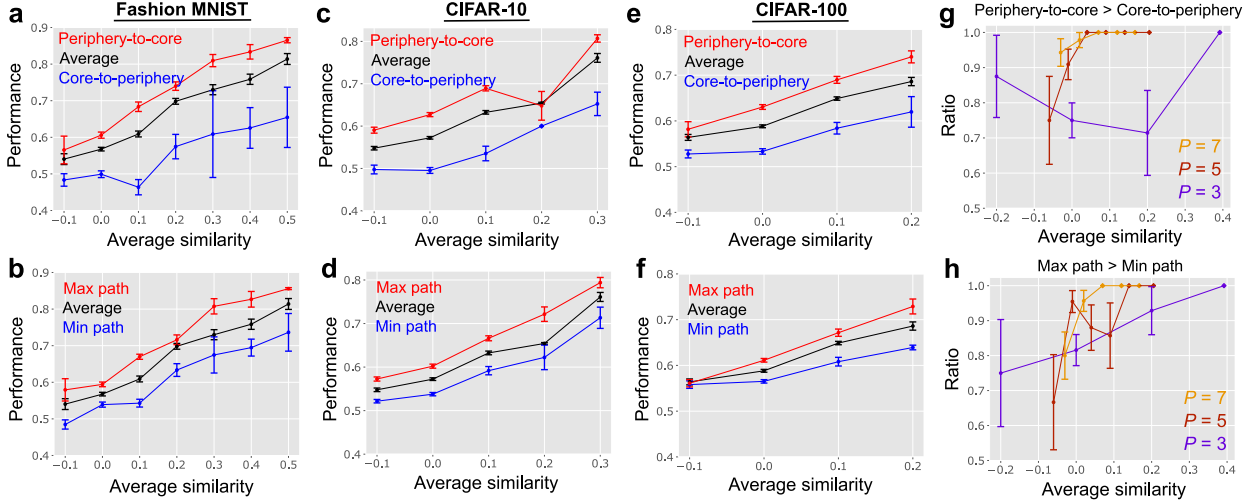 Fashion MNIST
CIFAR-10
CIFAR-100
a
Periphery-to-core
Average
Core-to-periphery
Performance
0.9
0.8
0.7
0.6
0.5
0.4
−0.1 0.0 0.1 0.2 0.3 0.4 0.5
Average similarity
c
Periphery-to-core
Average
Core-to-periphery
Performance
0.8
0.7
0.6
0.5
0.4
−0.1 0.0 0.1 0.2 0.3
Average similarity
e
Periphery-to-core
Average
Core-to-periphery
Performance
0.8
0.7
0.6
0.5
0.4
−0.1 0.0 0.1 0.2
Average similarity
g
Periphery-to-core > Core-to-periphery
Ratio
1.0
0.9
0.8
0.7
0.6
0.5
P = 7
P = 5
P = 3
−0.2 −0.1 0.0 0.1 0.2 0.3 0.4
Average similarity
b
Max path
Average
Min path
Performance
0.9
0.8
0.7
0.6
0.5
0.4
−0.1 0.0 0.1 0.2 0.3 0.4 0.5
Average similarity
d
Max path
Average
Min path
Performance
0.8
0.7
0.6
0.5
0.4
−0.1 0.0 0.1 0.2 0.3
Average similarity
f
Max path
Average
Min path
Performance
0.8
0.7
0.6
0.5
0.4
−0.1 0.0 0.1 0.2
Average similarity
h
Max path > Min path
Ratio
1.0
0.9
0.8
0.7
0.6
0.5
P = 7
P = 5
P = 3
−0.2 −0.1 0.0 0.1 0.2 0.3 0.4
Average similarity